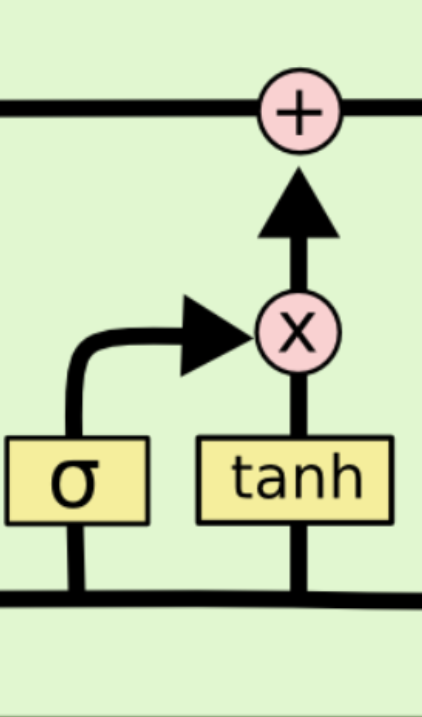 +
x
σ
tanh